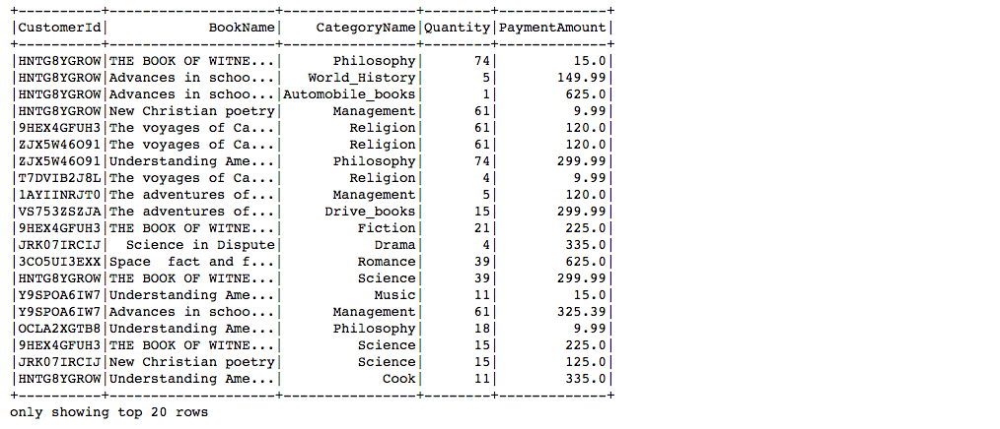 +----------+--------------------+----------------+--------+-------------+
|CustomerId|            BookName|    CategoryName|Quantity|PaymentAmount|
+----------+--------------------+----------------+--------+-------------+
|HNTG8YGROW|THE BOOK OF WITNE...|      Philosophy|      74|         15.0|
|HNTG8YGROW|Advances in schoo...|   World_History|       5|       149.99|
|HNTG8YGROW|Advances in schoo...|Automobile_books|       1|        625.0|
|HNTG8YGROW|New Christian poetry|      Management|      61|         9.99|
|9HEX4GFUH3|The voyages of Ca...|        Religion|      61|        120.0|
|ZJX5W46O91|The voyages of Ca...|        Religion|      61|        120.0|
|ZJX5W46O91|Understanding Ame...|      Philosophy|      74|       299.99|
|T7DVIB2J8L|The voyages of Ca...|        Religion|       4|         9.99|
|1AYIINRJT0|The adventures of...|      Management|       5|        120.0|
|VS753ZSZJA|The adventures of...|     Drive_books|      15|       299.99|
|9HEX4GFUH3|THE BOOK OF WITNE...|         Fiction|      21|        225.0|
|JRK07IRCIJ|  Science in Dispute|           Drama|       4|        335.0|
|3CO5UI3EXX|Space  fact and f...|         Romance|      39|        625.0|
|HNTG8YGROW|THE BOOK OF WITNE...|         Science|      39|       299.99|
|Y9SPOA6IW7|Understanding Ame...|           Music|      11|         15.0|
|Y9SPOA6IW7|Advances in schoo...|      Management|      61|       325.39|
|OCLA2XGTB8|Understanding Ame...|      Philosophy|      18|         9.99|
|9HEX4GFUH3|THE BOOK OF WITNE...|         Science|      15|        225.0|
|JRK07IRCIJ|New Christian poetry|         Science|      15|        125.0|
|HNTG8YGROW|Understanding Ame...|            Cook|      11|        335.0|
+----------+--------------------+----------------+--------+-------------+
only showing top 20 rows